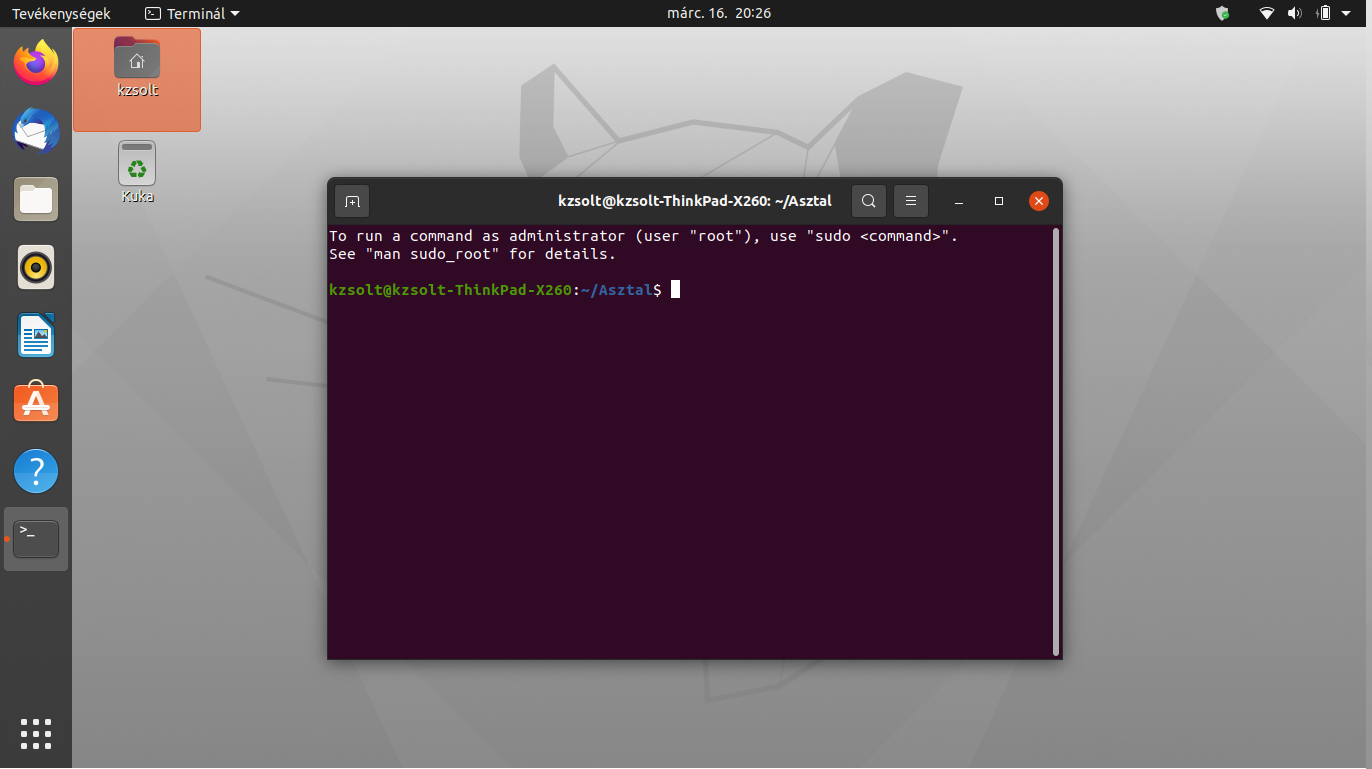 Tevékenységek
Terminál
márc. 16. 20:26
kzsolt
Kuka
kzsolt@kzsolt-ThinkPad-X260: ~/Asztal
To run a command as administrator (user "root"), use "sudo <command>".
See "man sudo_root" for details.
kzsolt@kzsolt-ThinkPad-X260:~/Asztal$